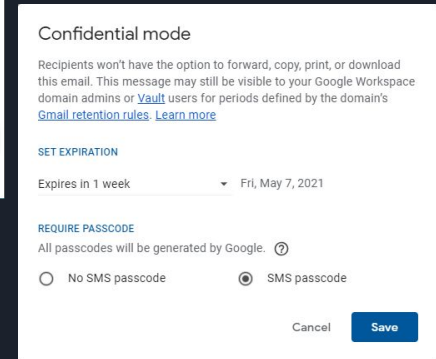 Confidential mode
Recipients won't have the option to forward, copy, print, or download
this email. This message may still be visible to your Google Workspace
domain admins or Vault users for periods defined by the domain's
Gmail retention rules. Learn more
SET EXPIRATION
Expires in 1 week Fri, May 7, 2021
REQUIRE PASSCODE
All passcodes will be generated by Google. ?
No SMS passcode SMS passcode
Cancel Save